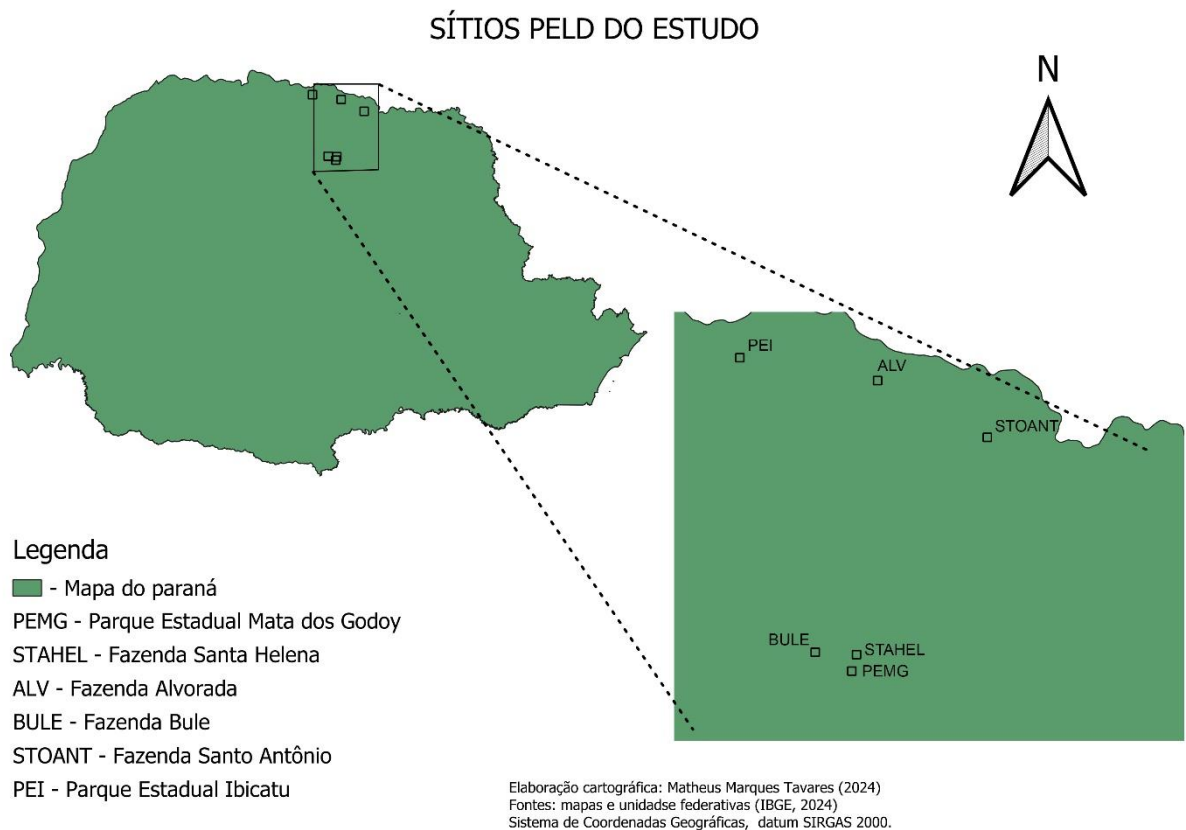 SÍTIOS PELD DO ESTUDO
N
PEI
ALV
STOANT
BULE
STAHEL
PEMG
Legenda
- Mapa do paraná
PEMG - Parque Estadual Mata dos Godoy
STAHEL - Fazenda Santa Helena
ALV - Fazenda Alvorada
BULE - Fazenda Bule
STOANT - Fazenda Santo Antônio
PEI - Parque Estadual Ibicatu
Elaboração cartográfica: Matheus Marques Tavares (2024)
Fontes: mapas e unidadse federativas (IBGE, 2024)
Sistema de Coordenadas Geográficas, datum SIRGAS 2000.